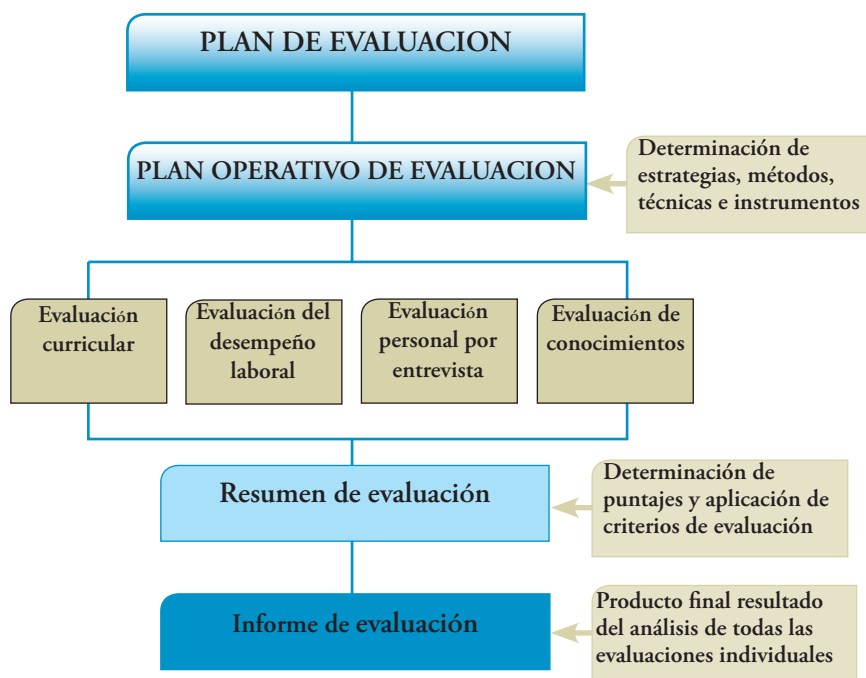 PLAN DE EVALUACION
PLAN OPERATIVO DE EVALUACION
Determinación de
estrategias, métodos,
técnicas e instrumentos
Evaluación
curricular
Evaluación del
desempeño
laboral
Evaluación
personal por
entrevista
Evaluación de
conocimientos
Resumen de evaluación
Determinación de
puntajes y aplicación de
criterios de evaluación
Informe de evaluación
Producto final resultado
del análisis de todas las
evaluaciones individuales